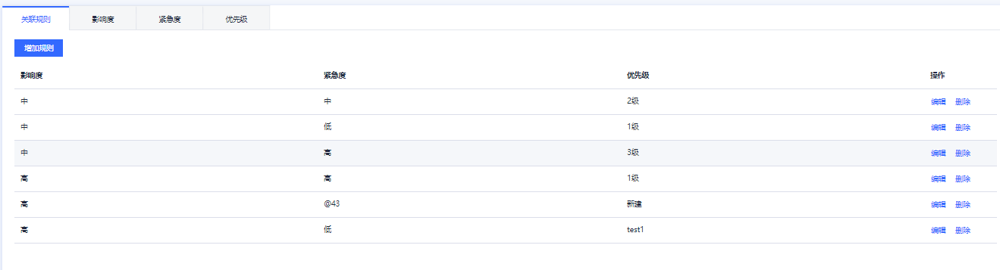 关联规则 影响度 紧急度 优先级
增加规则
影响度 紧急度 优先级 操作
中 中 2级 编辑 删除
中 低 1级 编辑 删除
中 高 3级 编辑 删除
高 高 1级 编辑 删除
高 @43 新建 编辑 删除
高 低 test1 编辑 删除